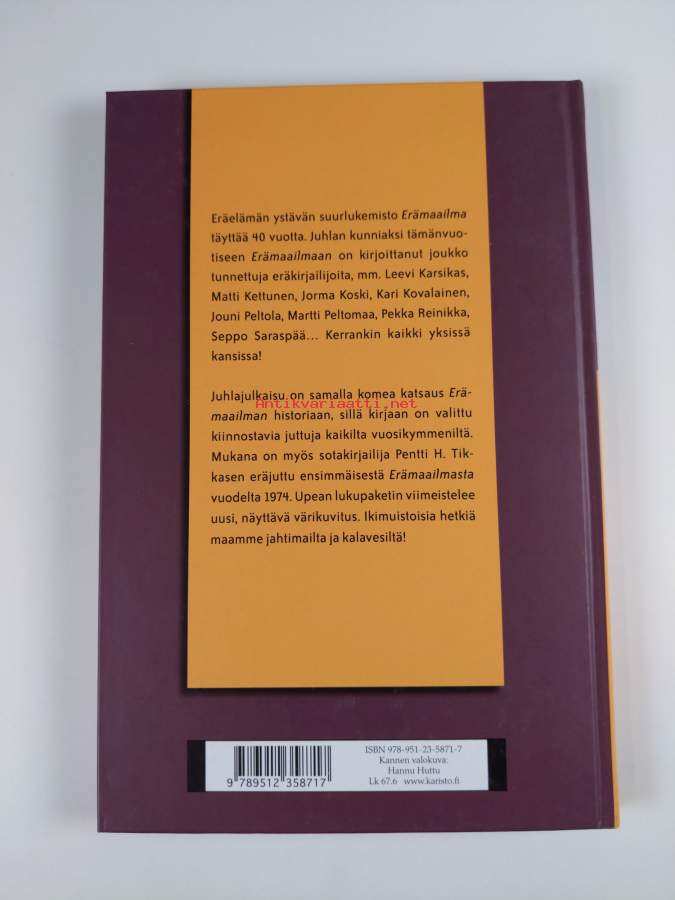 Eräelämän ystävän suurlukemisto Erämaailma
täyttää 40 vuotta. Juhlan kunniaksi tämänvuo-
tiseen Erämaailmaan on kirjoittanut joukko
tunnettuja eräkirjailijoita, mm. Leevi Karsikas,
Matti Kettunen, Jorma Koski, Kari Kovalainen,
Jouni Peltola, Martti Peltomaa, Pekka Reinikka,
Seppo Saraspää... Kerrankin kaikki yksissä
kansissa!
Juhlajulkaisu on samalla komea katsaus Erä-
Antikvariaatti.net
maailman historiaan, sillä kirjaan on valittu
kiinnostavia juttuja kaikilta vuosikymmeniltä.
Mukana on myös sotakirjailija Pentti H. Tik-
kasen eräjuttu ensimmäisestä Erämaailmasta
vuodelta 1974. Upean lukupaketin viimeistelee
uusi, näyttävä värikuvitus. Ikimuistoisia hetkiä
maamme jahtimailta ja kalavesiltä!
ISBN 978-951-23-5871-7
Kannen valokuva:
Hannu Huttu
Lk 67.6 www.karisto.fi
9 789512 358717